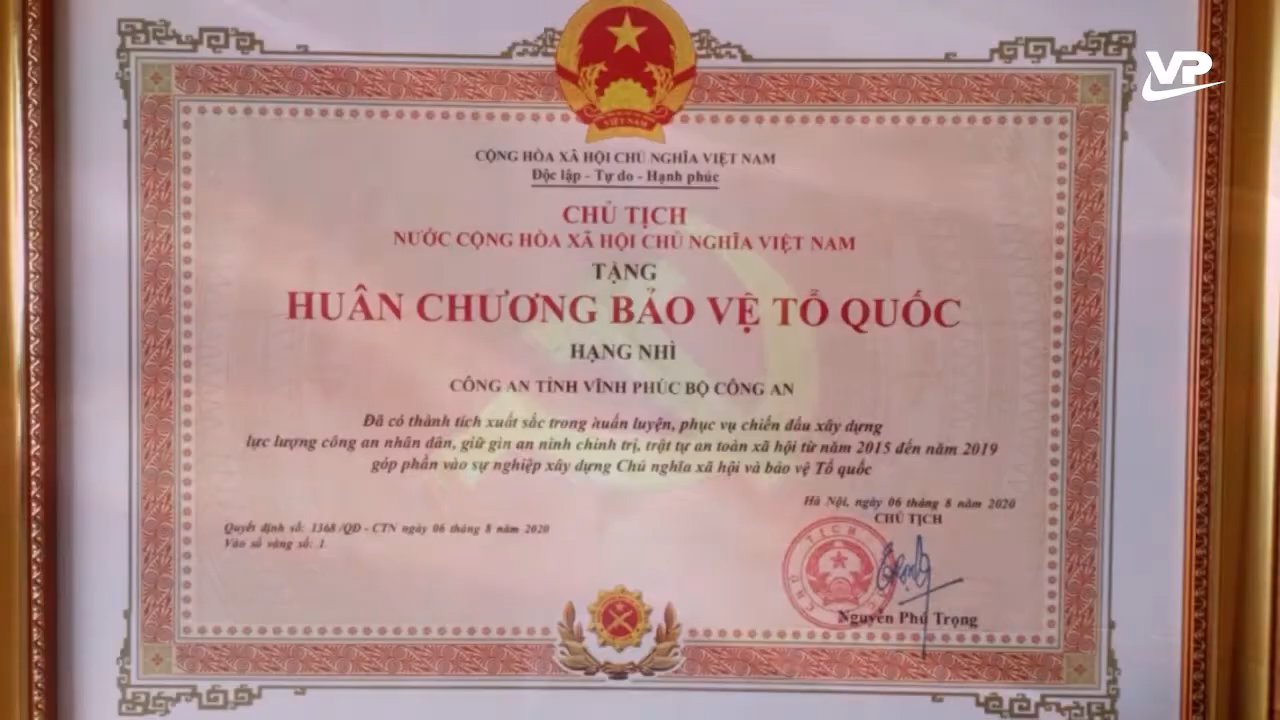 VP
VIỆT NAM
CỘNG HÒA XÃ HỘI CHỦ NGHĨA VIỆT NAM
Độc lập - Tự do - Hạnh phúc
CHỦ TỊCH
NƯỚC CỘNG HÒA XÃ HỘI CHỦ NGHĨA VIỆT NAM
TẶNG
HUÂN CHƯƠNG BẢO VỆ TỔ QUỐC
HẠNG NHÌ
CÔNG AN TỈNH VĨNH PHÚC BỘ CÔNG AN
Đã có thành tích xuất sắc trong huấn luyện, phục vụ chiến đấu xây dựng
lực lượng công an nhân dân, giữ gìn an ninh chính trị, trật tự an toàn xã hội từ năm 2015 đến năm 2019
góp phần vào sự nghiệp xây dựng Chủ nghĩa xã hội và bảo vệ Tổ quốc
Hà Nội, ngày 06 tháng 8 năm 2020
CHỦ TỊCH
Quyết định số: 1368/QĐ - CTN ngày 06 tháng 8 năm 2020
Vào sổ vàng số: 1
Nguyễn Phú Trọng